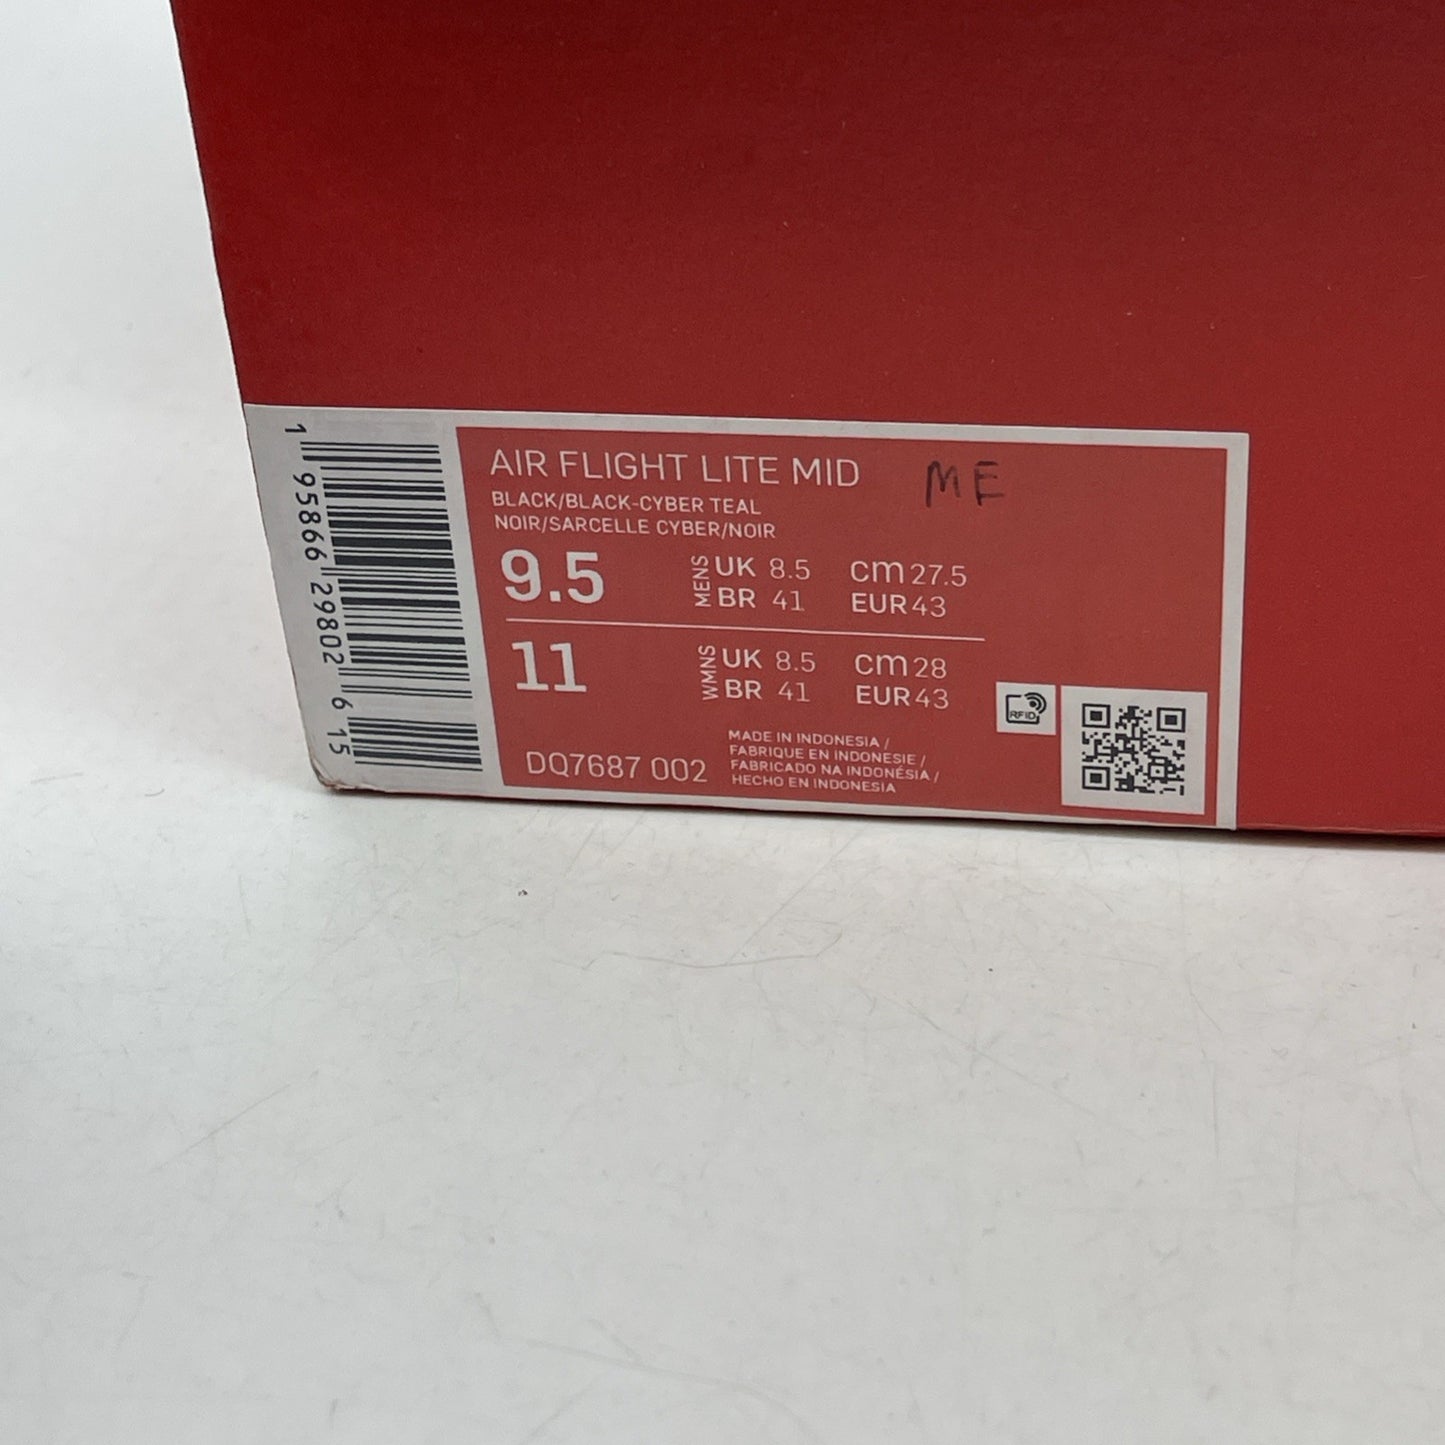 AIR FLIGHT LITE MID
ME
BLACK/BLACK-CYBER TEAL
NOIR/SARCELLE CYBER/NOIR
9.5 MENS UK 8.5 cm 27.5
BR 41 EUR 43
11 WMNS UK 8.5 cm 28
BR 41 EUR 43
DQ7687 002
MADE IN INDONESIA /
FABRIQUE EN INDONESIE /
FABRICADO NA INDONÉSIA /
HECHO EN INDONESIA
RFID
1 95866 29802 6 15